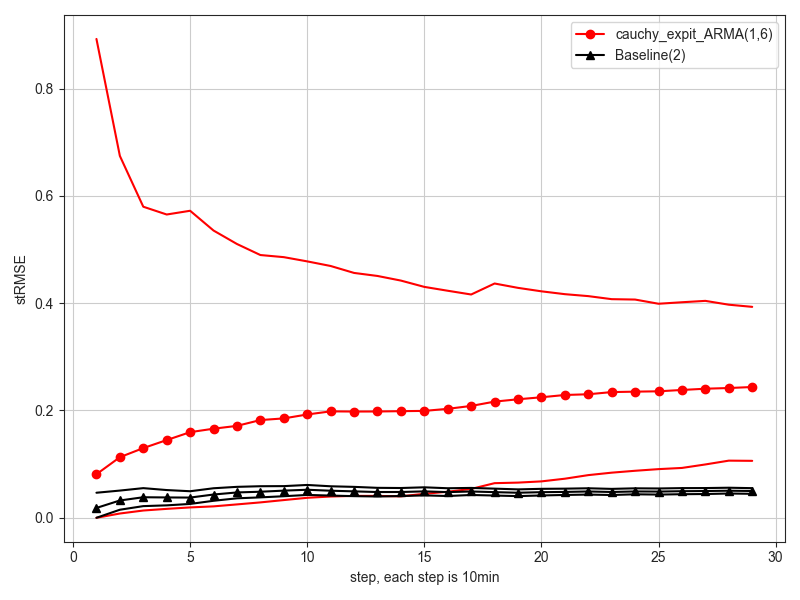 cauchy_expit_ARMA(1,6)
Baseline(2)
stRMSE
0.8
0.6
0.4
0.2
0.0
0 5 10 15 20 25 30
step, each step is 10min